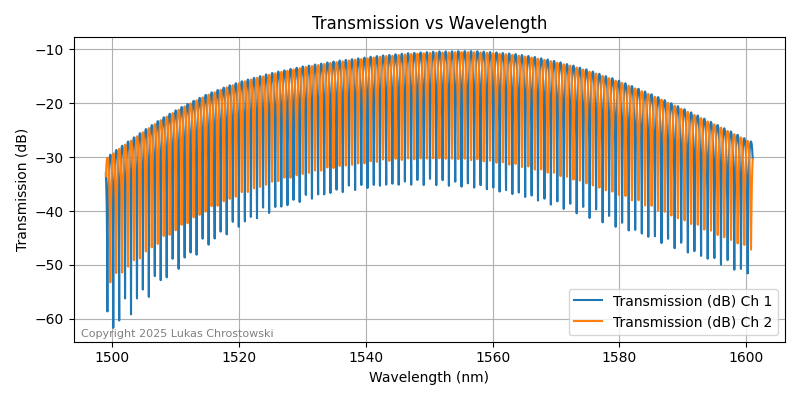 Transmission vs Wavelength
Transmission (dB)
−10
−20
−30
−40
−50
−60
Copyright 2025 Lukas Chrostowski
Transmission (dB) Ch 1
Transmission (dB) Ch 2
1500
1520
1540
1560
1580
1600
Wavelength (nm)